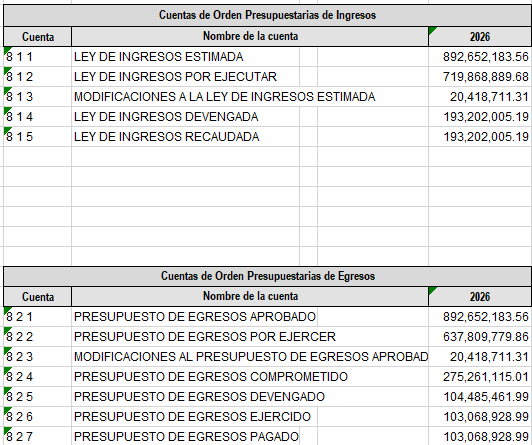 Cuentas de Orden Presupuestarias de Ingresos
Cuenta Nombre de la cuenta 2026
8 1 1 LEY DE INGRESOS ESTIMADA 892,652,183.56
8 1 2 LEY DE INGRESOS POR EJECUTAR 719,868,889.68
8 1 3 MODIFICACIONES A LA LEY DE INGRESOS ESTIMADA 20,418,711.31
8 1 4 LEY DE INGRESOS DEVENGADA 193,202,005.19
8 1 5 LEY DE INGRESOS RECAUDADA 193,202,005.19
Cuentas de Orden Presupuestarias de Egresos
Cuenta Nombre de la cuenta 2026
8 2 1 PRESUPUESTO DE EGRESOS APROBADO 892,652,183.56
8 2 2 PRESUPUESTO DE EGRESOS POR EJERCER 637,809,779.86
8 2 3 MODIFICACIONES AL PRESUPUESTO DE EGRESOS APROBAD 20,418,711.31
8 2 4 PRESUPUESTO DE EGRESOS COMPROMETIDO 275,261,115.01
8 2 5 PRESUPUESTO DE EGRESOS DEVENGADO 104,485,461.99
8 2 6 PRESUPUESTO DE EGRESOS EJERCIDO 103,068,928.99
8 2 7 PRESUPUESTO DE EGRESOS PAGADO 103,068,928.99